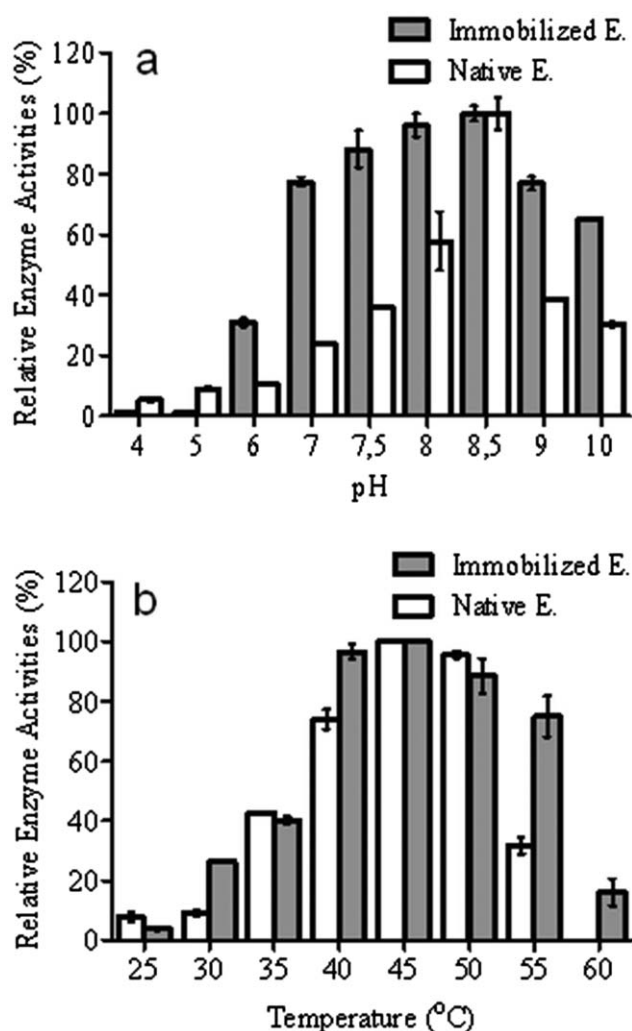 a
Immobilized E.
Native E.
Relative Enzyme Activities (%)
120
100
80
60
40
20
0
4 5 6 7 7,5 8 8,5 9 10
pH
b
Immobilized E.
Native E.
Relative Enzyme Activities (%)
120
100
80
60
40
20
0
25 30 35 40 45 50 55 60
Temperature (°C)